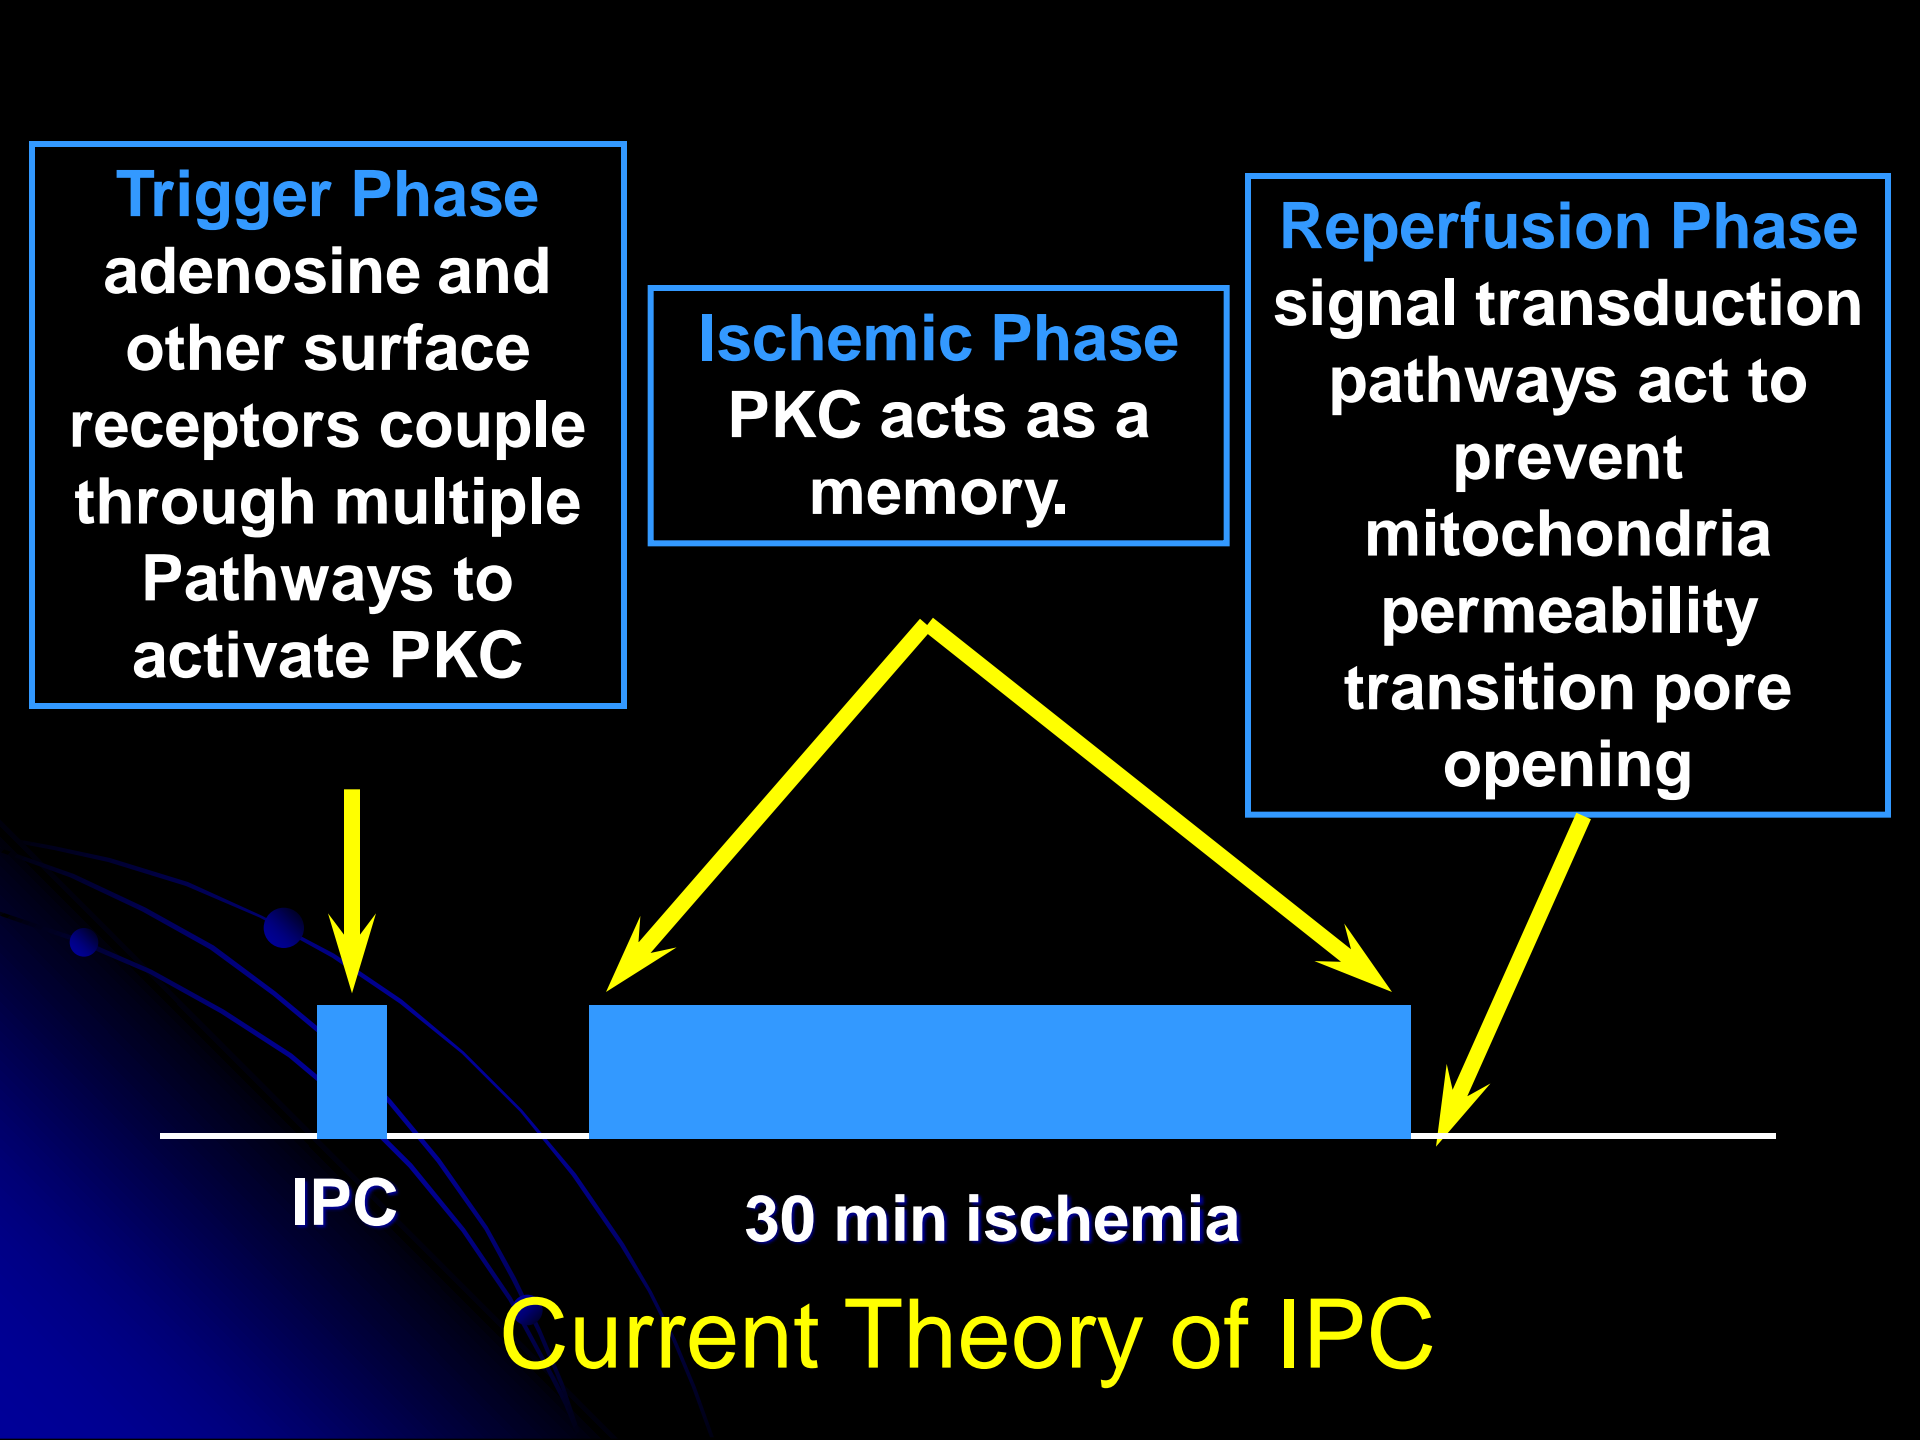 Trigger Phase
adenosine and
other surface
receptors couple
through multiple
Pathways to
activate PKC
Ischemic Phase
PKC acts as a
memory.
Reperfusion Phase
signal transduction
pathways act to
prevent
mitochondria
permeability
transition pore
opening
IPC
30 min ischemia
Current Theory of IPC